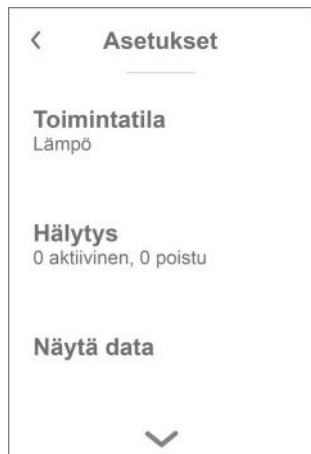 Asetukset
Toimintatila
Lämpö
Hälytys
0 aktiivinen, 0 poistu
Näytä data